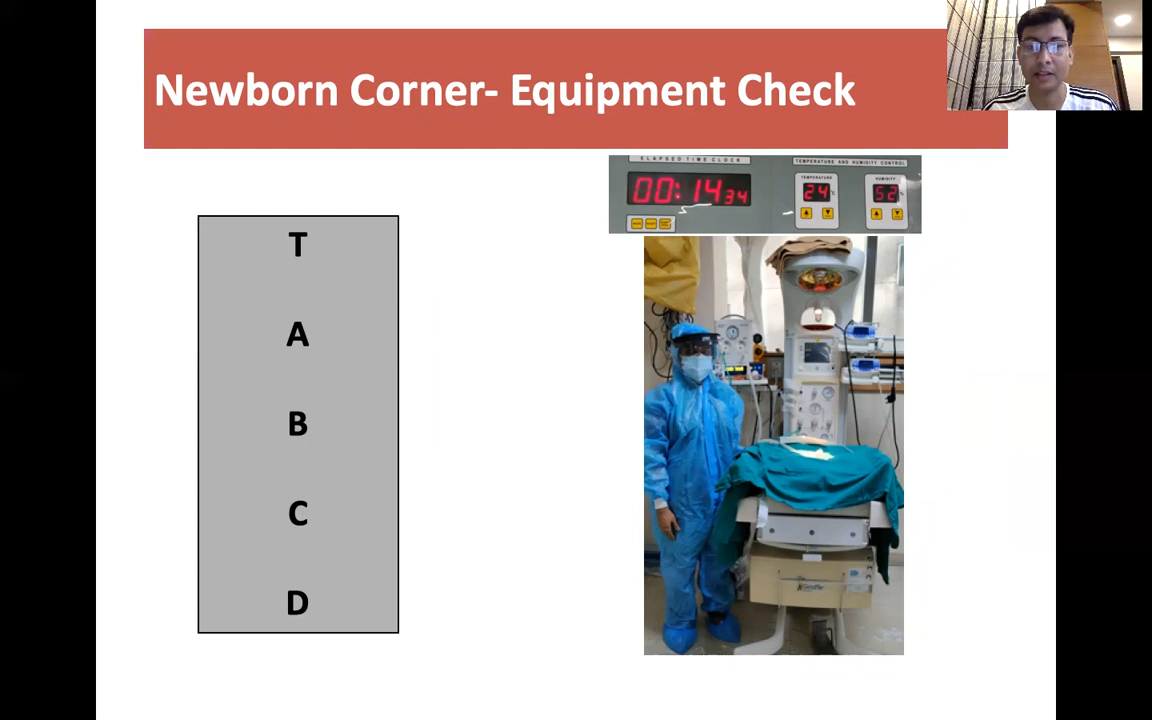 Newborn Corner- Equipment Check
ELAPSED TIME CLOCK
TEMPERATURE AND HUMIDITY CONTROL
TEMPERATURE
HUMIDITY
00:14 34
24
52
T
A
B
C
D